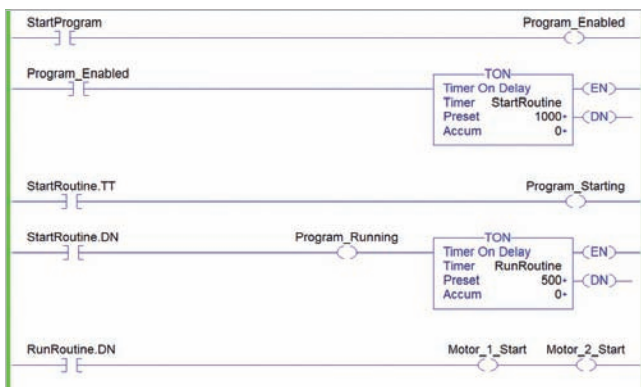 StartProgram Program_Enabled
Program_Enabled
TON
Timer On Delay EN
Timer StartRoutine
Preset 1000 DN
Accum 0
StartRoutine.TT Program_Starting
StartRoutine.DN Program_Running
TON
Timer On Delay EN
Timer RunRoutine
Preset 500 DN
Accum 0
RunRoutine.DN Motor_1_Start Motor_2_Start